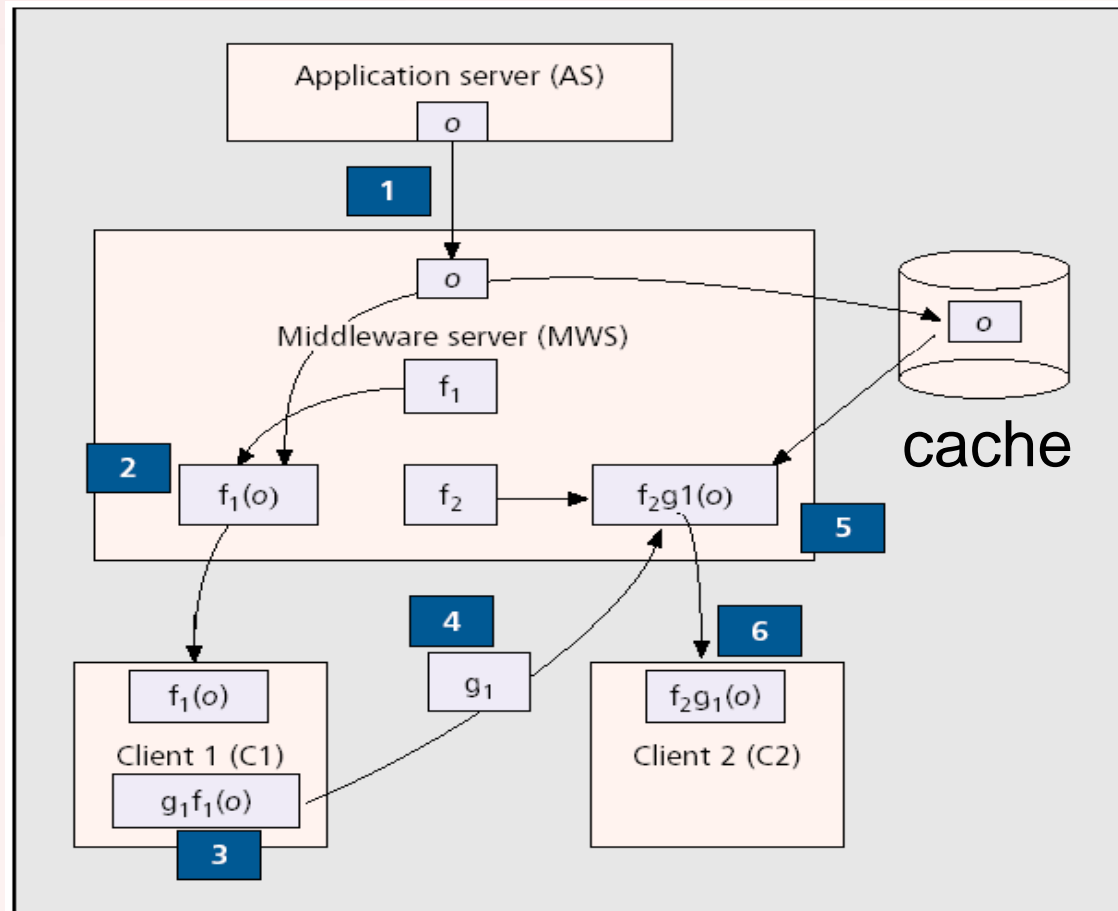 Application server (AS)
o
1
o
o
Middleware server (MWS)
f₁
cache
2
f₁(o)
f₂
f₂g1(o)
5
4
6
g₁
f₁(o)
f₂g₁(o)
Client 1 (C1)
Client 2 (C2)
g₁f₁(o)
3